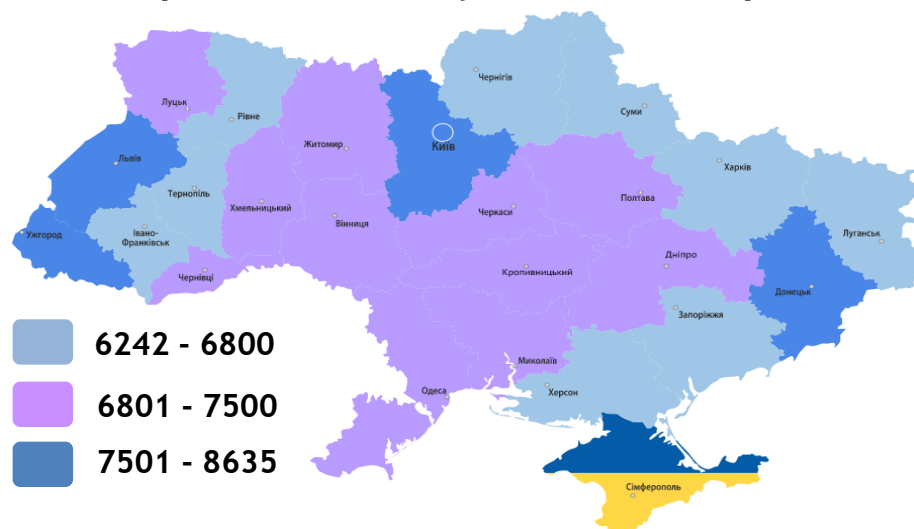 Чернігів
Суми
Луцьк
Рівне
Київ
Житомир
Львів
Харків
Тернопіль
Полтава
Хмельницький
Черкаси
Вінниця
Івано-
Франківськ
Ужгород
Луганськ
Дніпро
Чернівці
Кропивницький
Донецьк
Запоріжжя
6242 - 6800
Миколаїв
Одеса
Херсон
6801 - 7500
7501 - 8635
Сімферополь